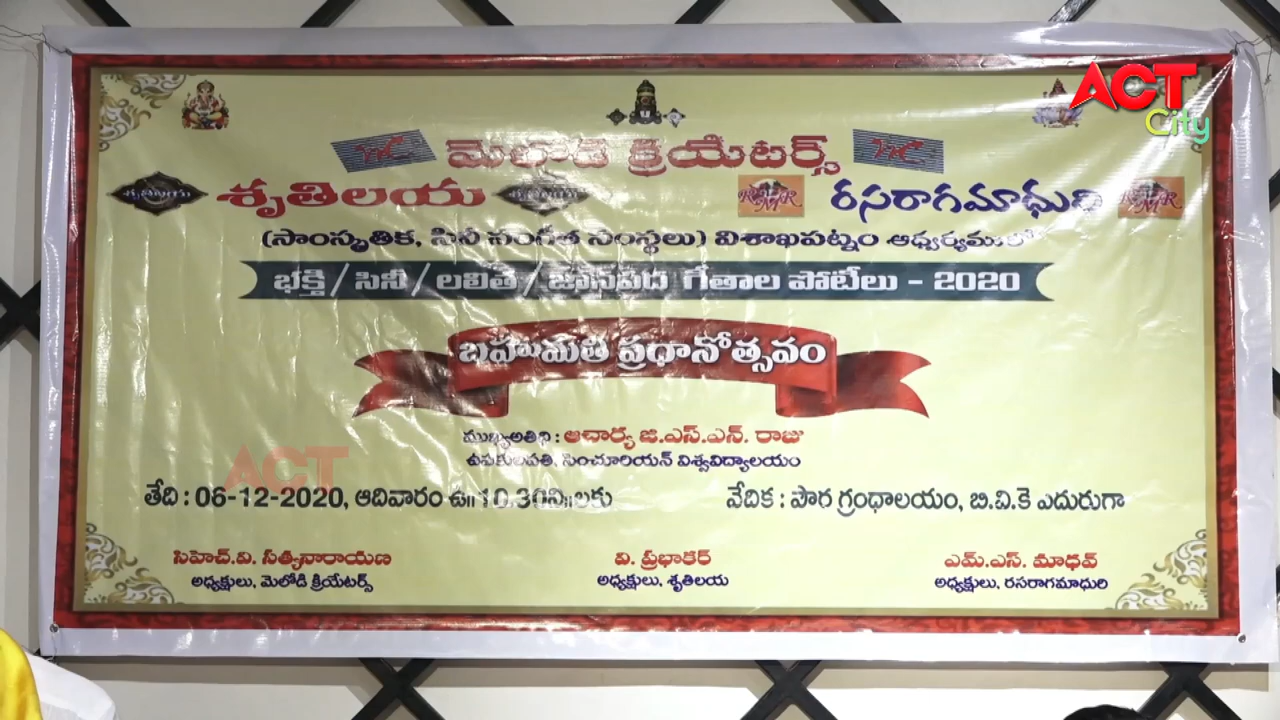 ACT
City
మెలోడి క్రియేటర్స్
శృతిలయ శృతిలయ రసరాగమాధురి
(సాంస్కృతిక, సినీ సంగీత సంస్థలు) విశాఖపట్నం ఆధ్వర్యములో
భక్తి / సినీ / లలిత / జానపద గీతాల పోటీలు - 2020
బహుమతి ప్రధానోత్సవం
ముఖ్యఅతిథి : ఆచార్య జి.ఎస్.ఎన్. రాజు
ఉపకులపతి, సెంచూరియన్ విశ్వవిద్యాలయం
ACT
తేది : 06-12-2020, ఆదివారం ఉ॥ 10.30ని॥లకు వేదిక : పౌర గ్రంథాలయం, బి.వి.కె ఎదురుగా
సిహెచ్.వి. సత్యనారాయణ వి. ప్రభాకర్ ఎమ్.ఎస్. మాధవ్
అధ్యక్షులు, మెలోడి క్రియేటర్స్ అధ్యక్షులు, శృతిలయ అధ్యక్షులు, రసరాగమాధురి